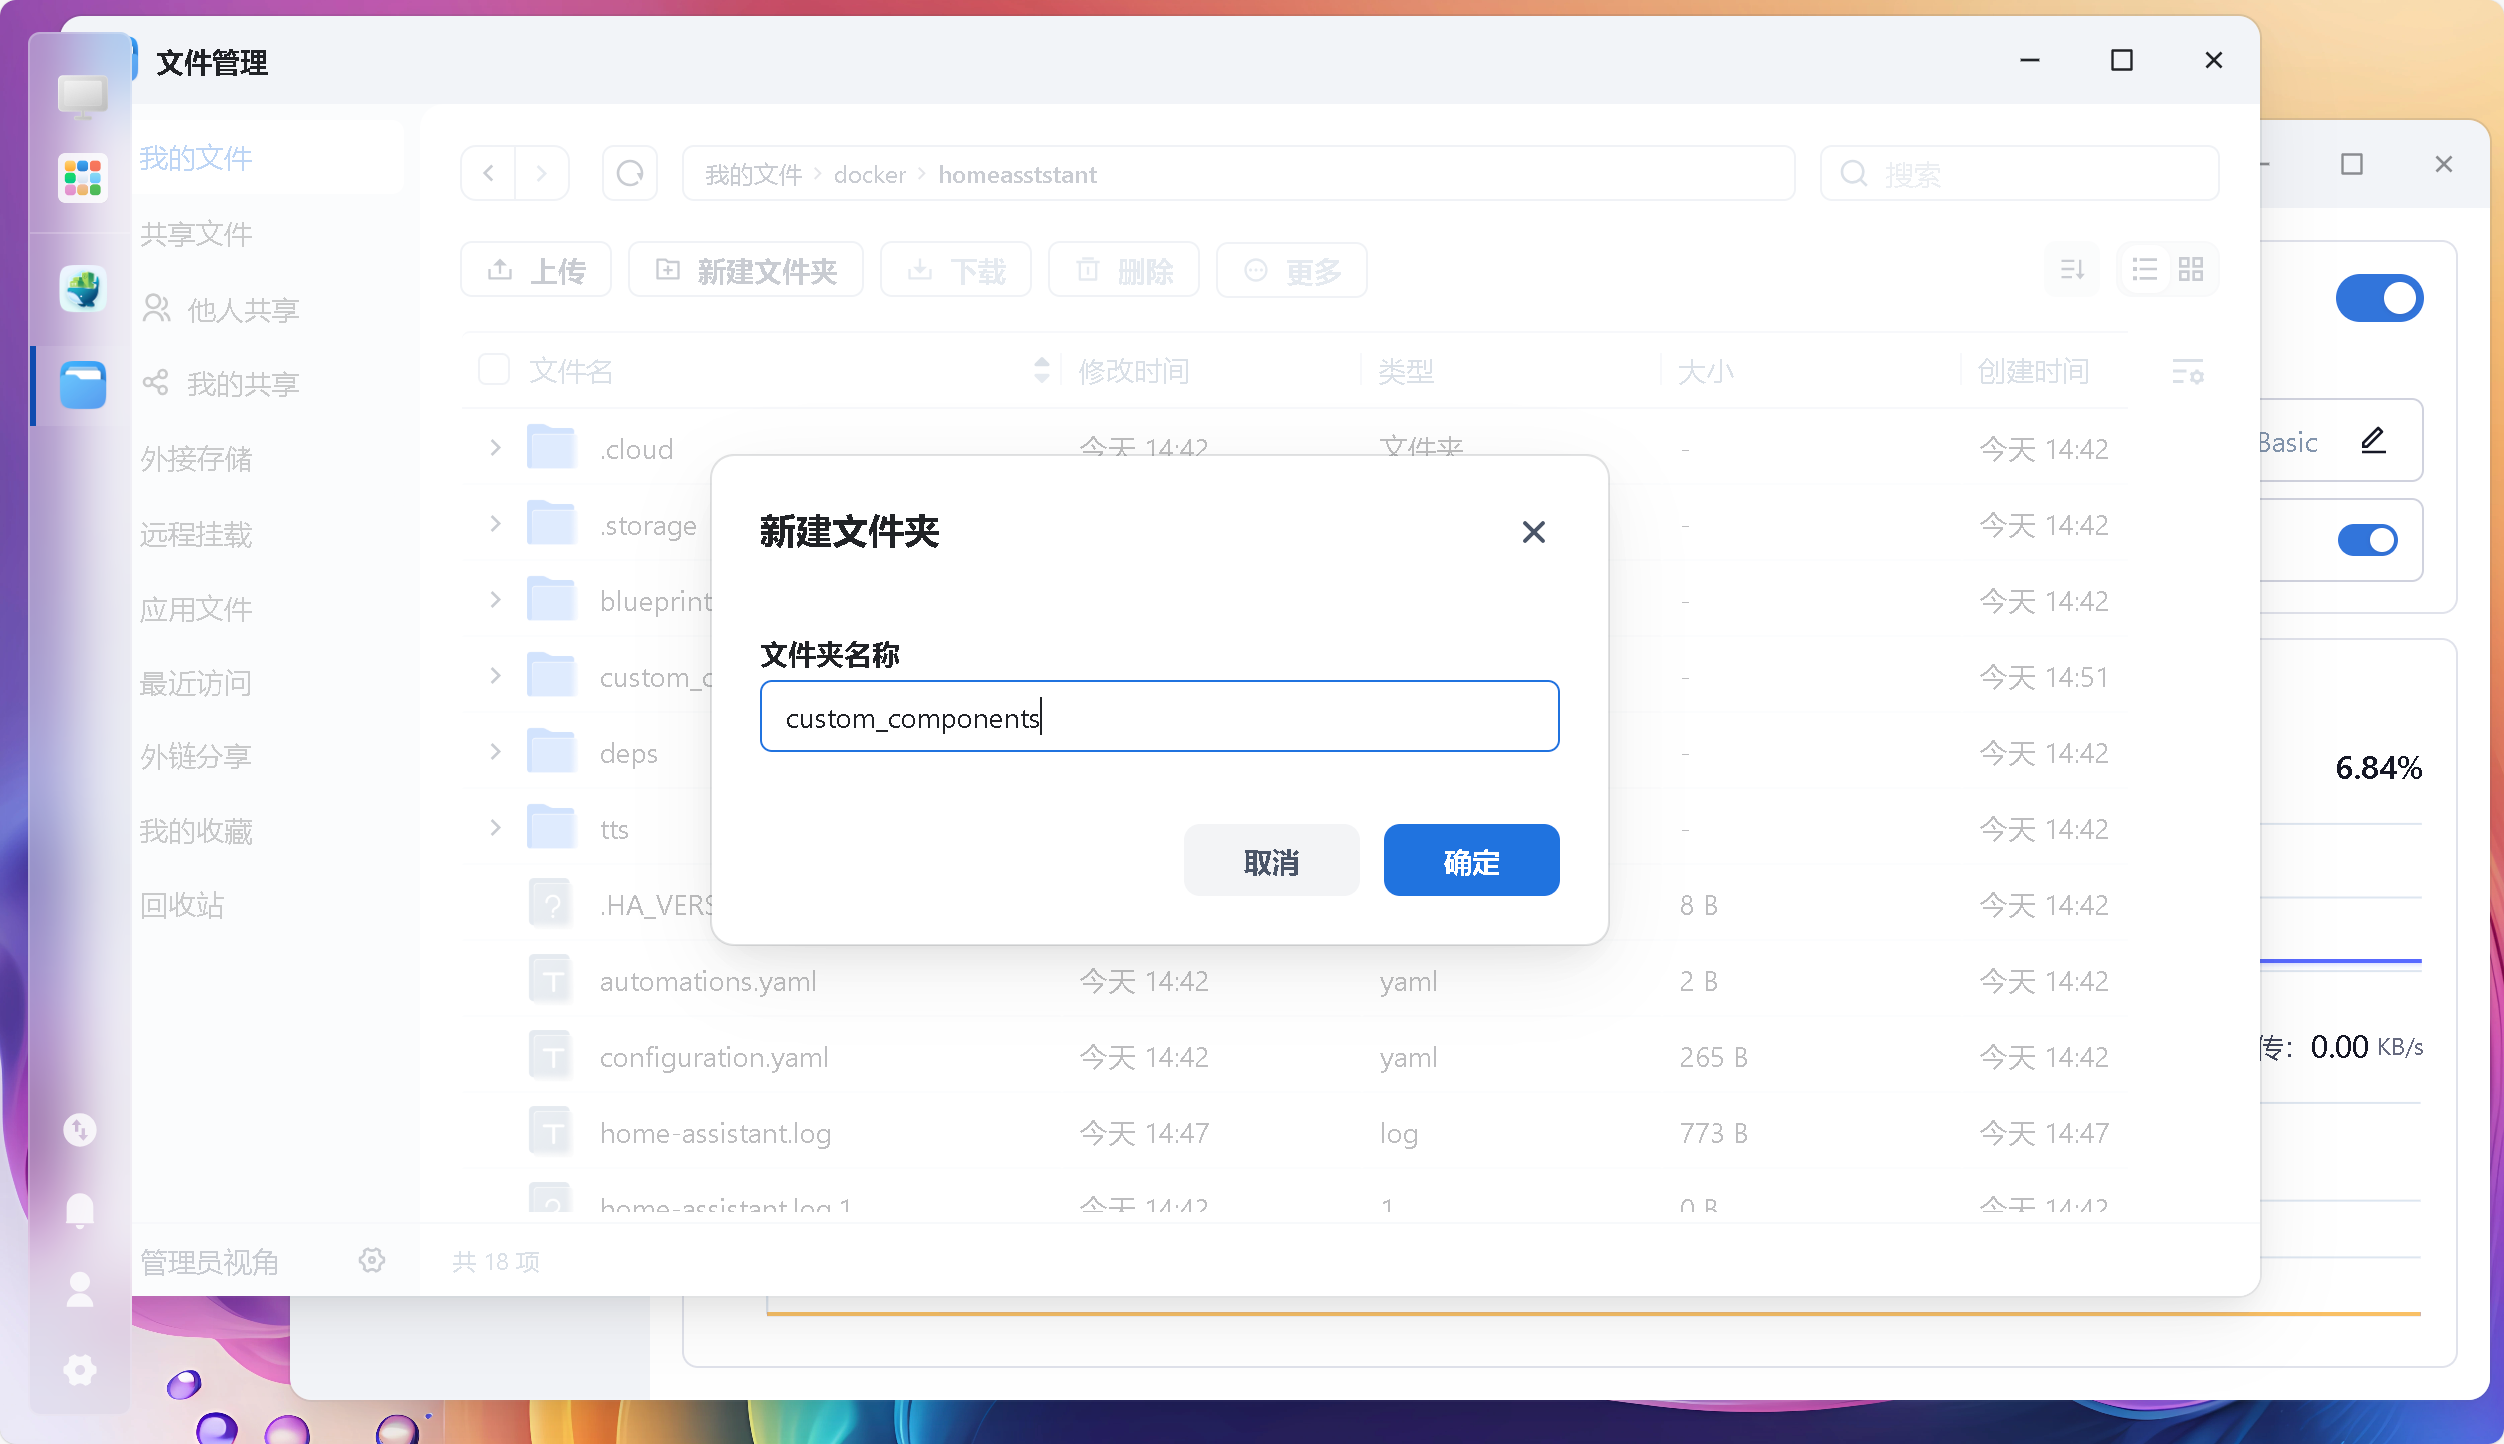 文件管理
我的文件
共享文件
他人共享
我的共享
外接存储
远程挂载
应用文件
最近访问
外链分享
我的收藏
回收站
管理员视角
我的文件 > docker > homeasststant
搜索
上传
新建文件夹
下载
删除
更多
文件名 修改时间 类型 大小 创建时间
.cloud 今天 14:42 文件夹 - 今天 14:42
.storage - 今天 14:42
blueprint - 今天 14:42
custom_c - 今天 14:51
deps - 今天 14:42
tts - 今天 14:42
.HA_VERS 8 B 今天 14:42
automations.yaml 今天 14:42 yaml 2 B 今天 14:42
configuration.yaml 今天 14:42 yaml 265 B 今天 14:42
home-assistant.log 今天 14:47 log 773 B 今天 14:47
home-assistant.log.1 今天 14:42 1 0 B 今天 14:42
共 18 项
新建文件夹
文件夹名称
custom_components
取消
确定
Basic
6.84%
传: 0.00 KB/s